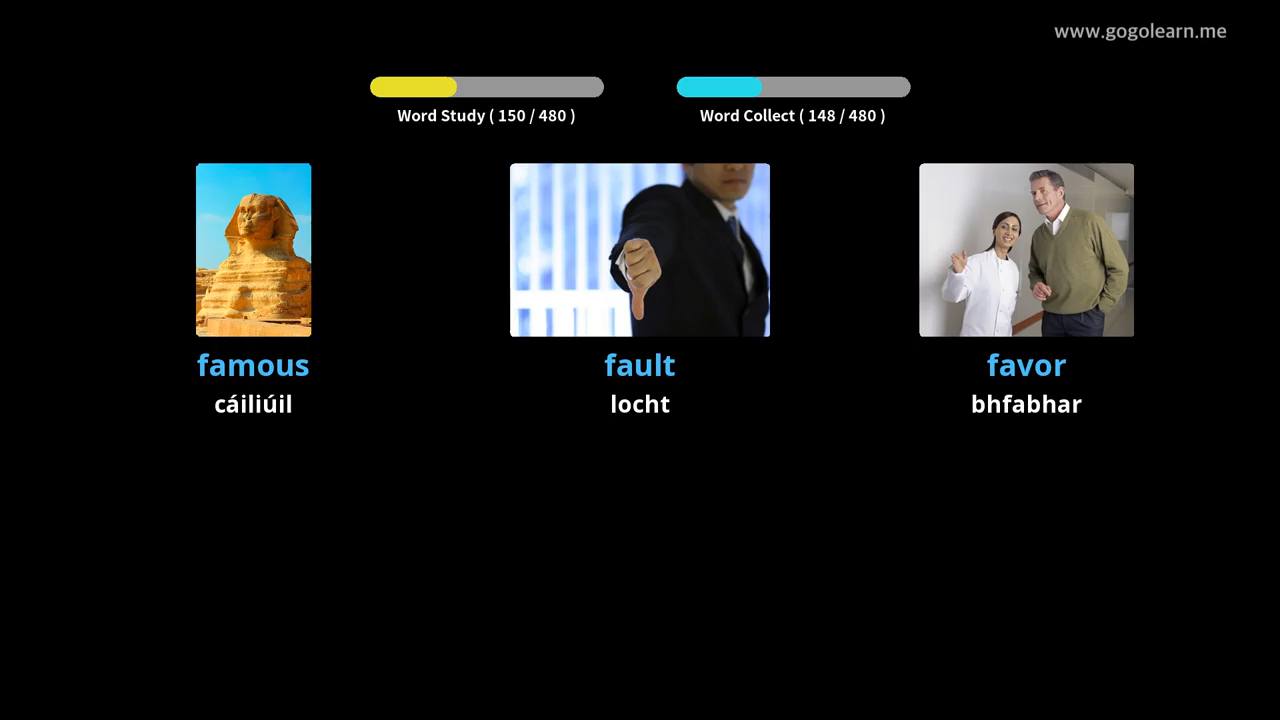 www.gogolearn.me
Word Study ( 150 / 480 )
Word Collect ( 148 / 480 )
famous
fault
favor
cáiliúil
locht
bhfabhar